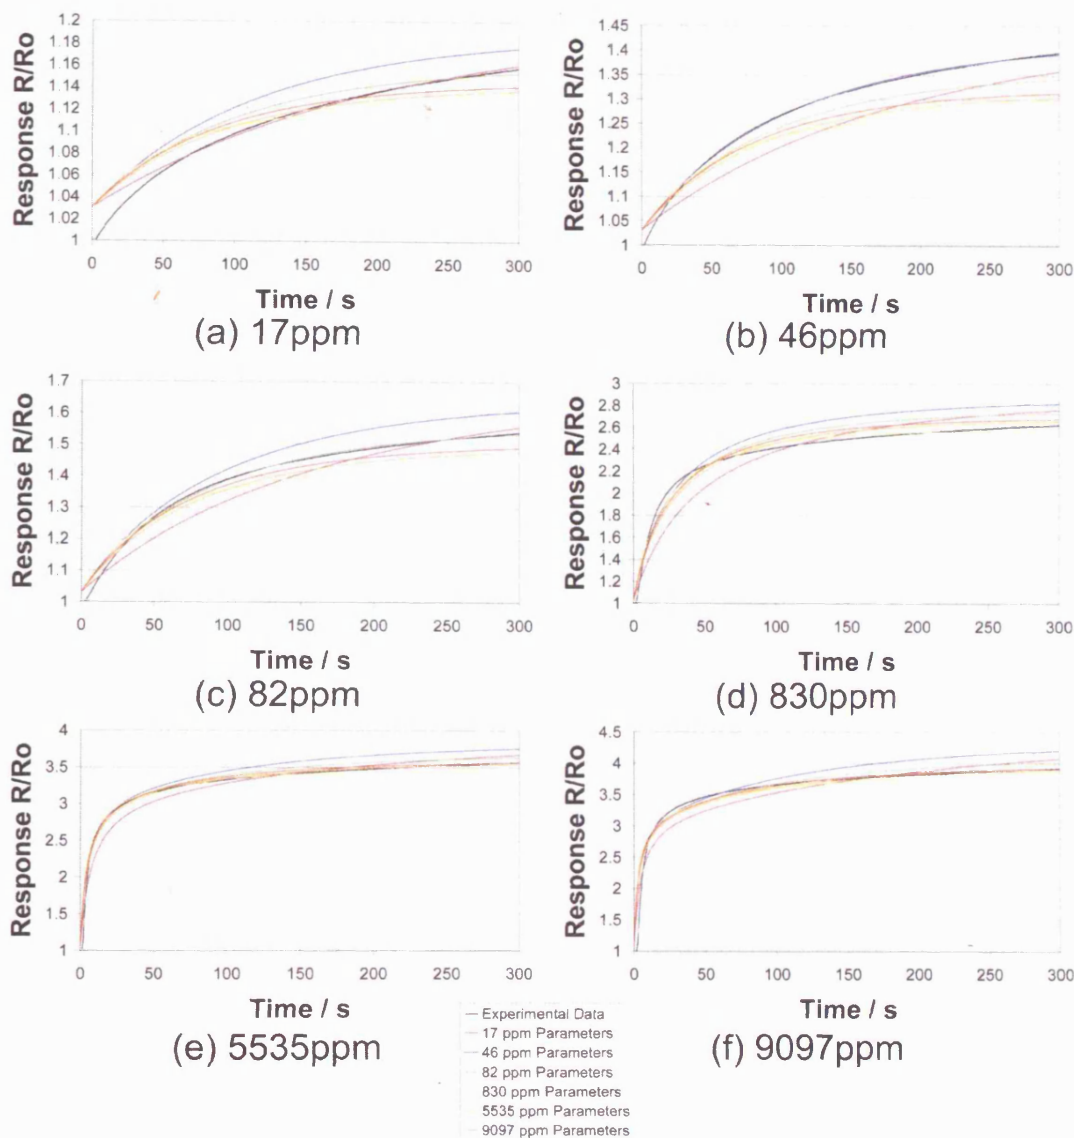 Response R/Ro
1.2
1.18
1.16
1.14
1.12
1.1
1.08
1.06
1.04
1.02
1
0 50 100 150 200 250 300
Time / s
(a) 17ppm
Response R/Ro
1.45
1.4
1.35
1.3
1.25
1.2
1.15
1.1
1.05
1
0 50 100 150 200 250 300
Time / s
(b) 46ppm
Response R/Ro
1.7
1.6
1.5
1.4
1.3
1.2
1.1
1
0 50 100 150 200 250 300
Time / s
(c) 82ppm
Response R/Ro
3
2.8
2.6
2.4
2.2
2
1.8
1.6
1.4
1.2
1
0 50 100 150 200 250 300
Time / s
(d) 830ppm
Response R/Ro
4
3.5
3
2.5
2
1.5
1
0 50 100 150 200 250 300
Time / s
(e) 5535ppm
Response R/Ro
4.5
4
3.5
3
2.5
2
1.5
1
0 50 100 150 200 250 300
Time / s
(f) 9097ppm
Experimental Data
17 ppm Parameters
46 ppm Parameters
82 ppm Parameters
830 ppm Parameters
5535 ppm Parameters
9097 ppm Parameters